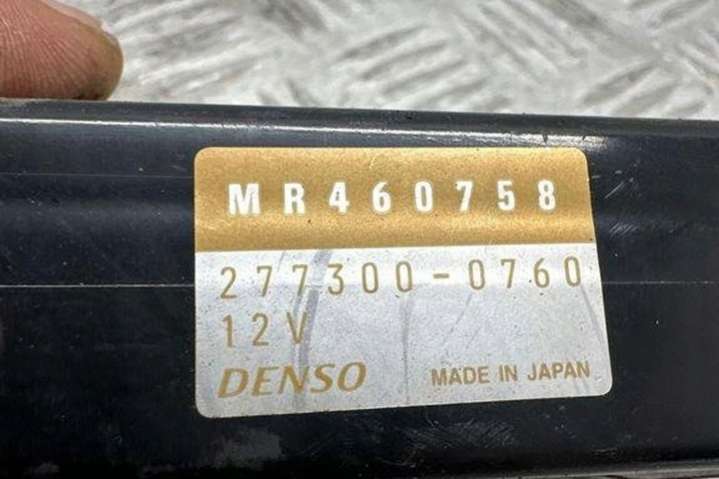 MR460758
277300-0760
12V
DENSO MADE IN JAPAN